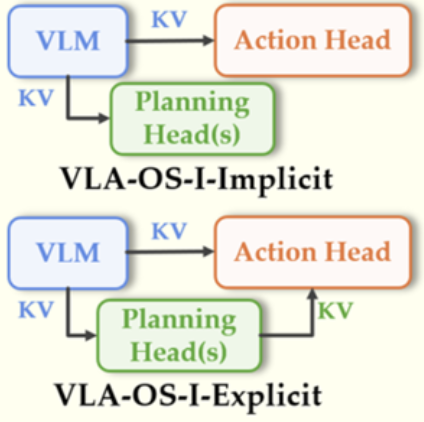 VLM
KV
Action Head
KV
Planning
Head(s)
VLA-OS-I-Implicit
VLM
KV
Action Head
KV
Planning
Head(s)
KV
VLA-OS-I-Explicit